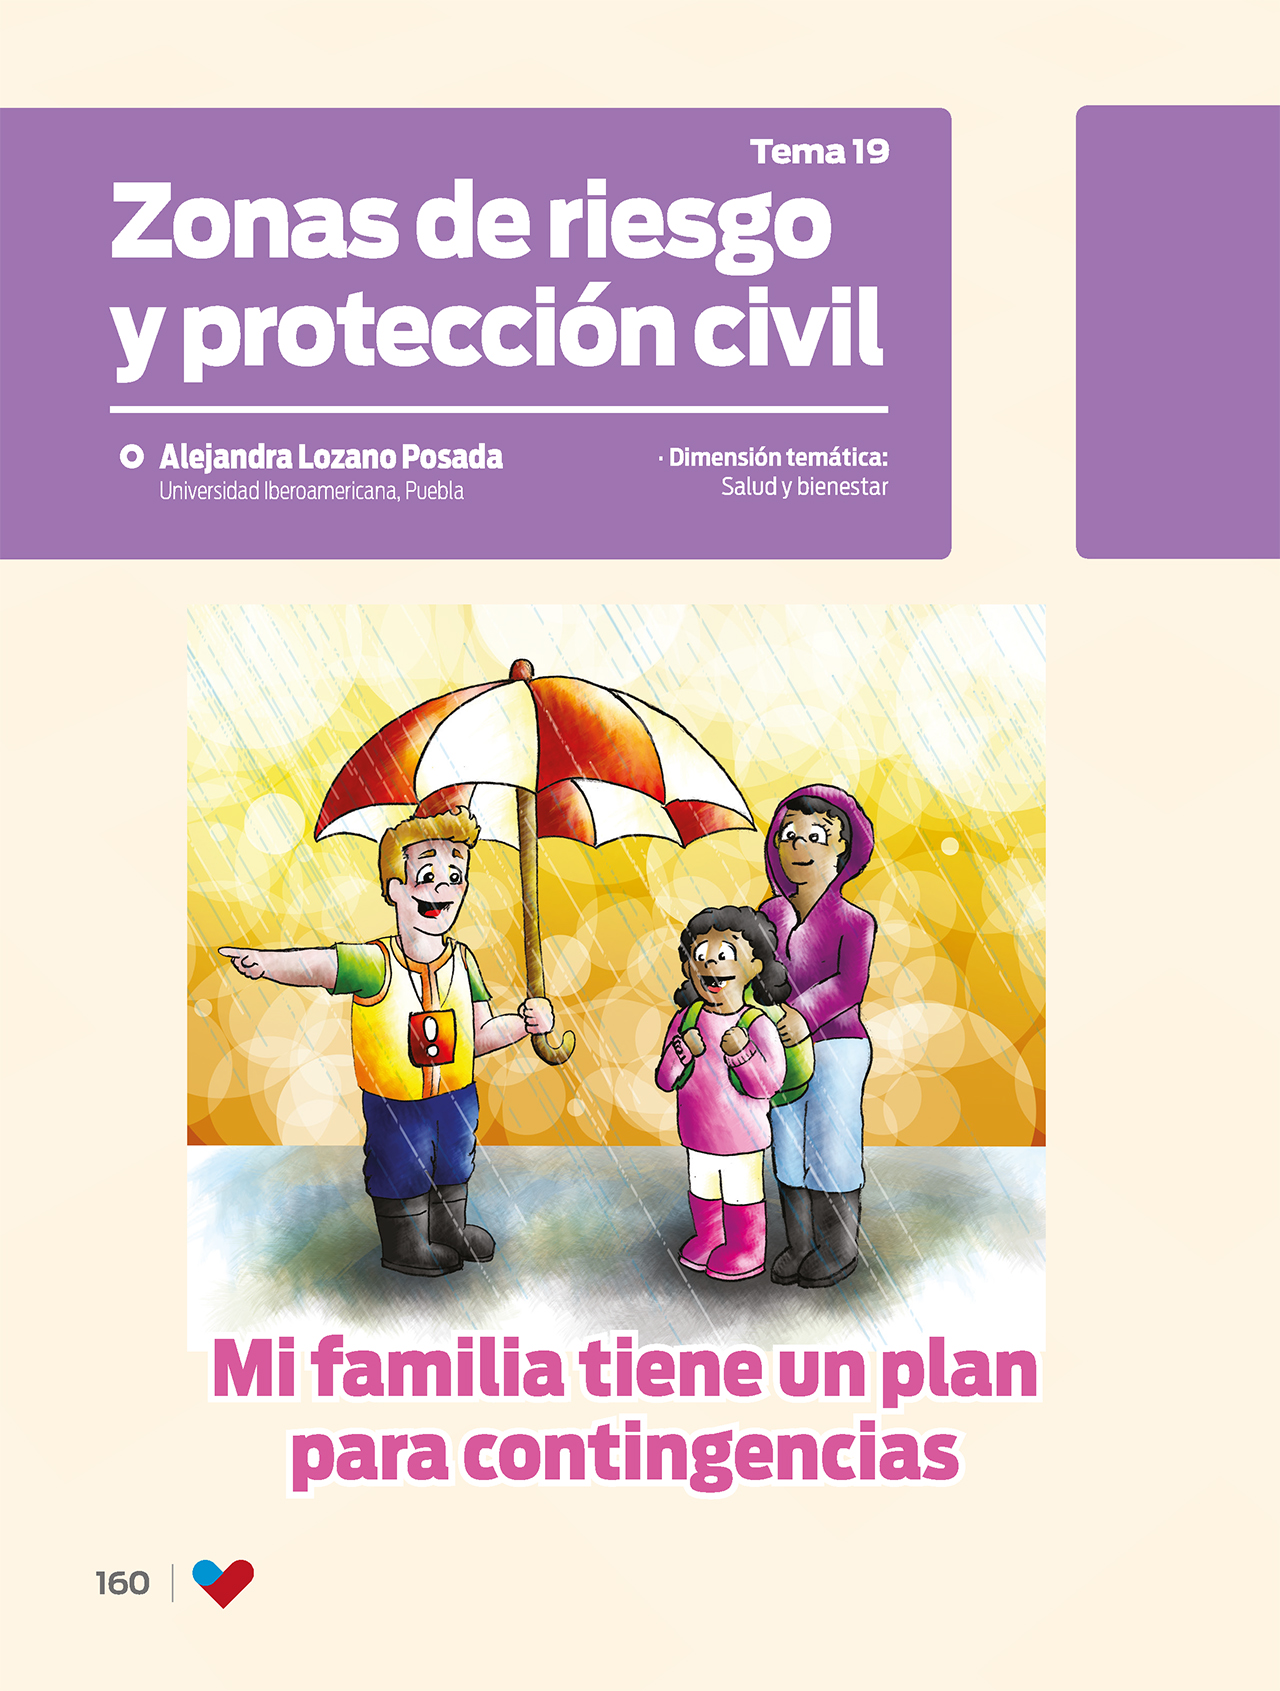 Tema 19
Zonas de riesgo
y protección civil
Alejandra Lozano Posada
Universidad Iberoamericana, Puebla
· Dimensión temática:
Salud y bienestar
Mi familia tiene un plan
para contingencias
160